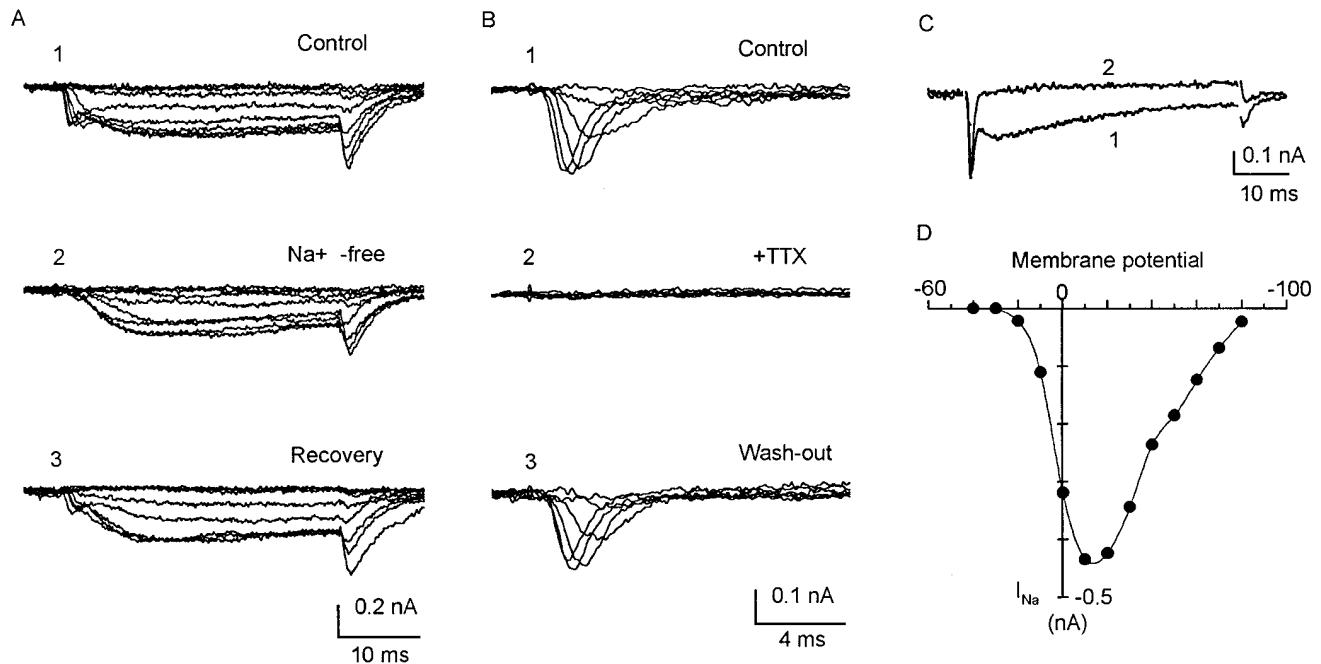 A
1
Control
2
Na+ -free
3
Recovery
0.2 nA
10 ms
B
1
Control
2
+TTX
3
Wash-out
0.1 nA
4 ms
C
2
1
0.1 nA
10 ms
D
Membrane potential
-60
0
-100
I_Na
-0.5
(nA)